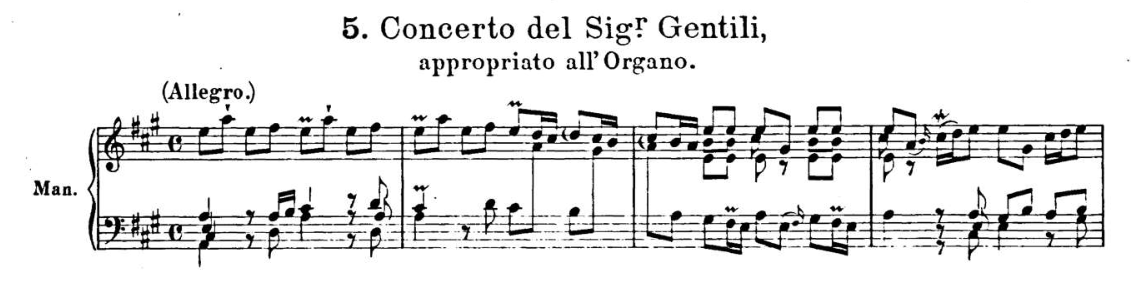 5. Concerto del Sigr Gentili,
appropriato all' Organo.
(Allegro.)
Man.